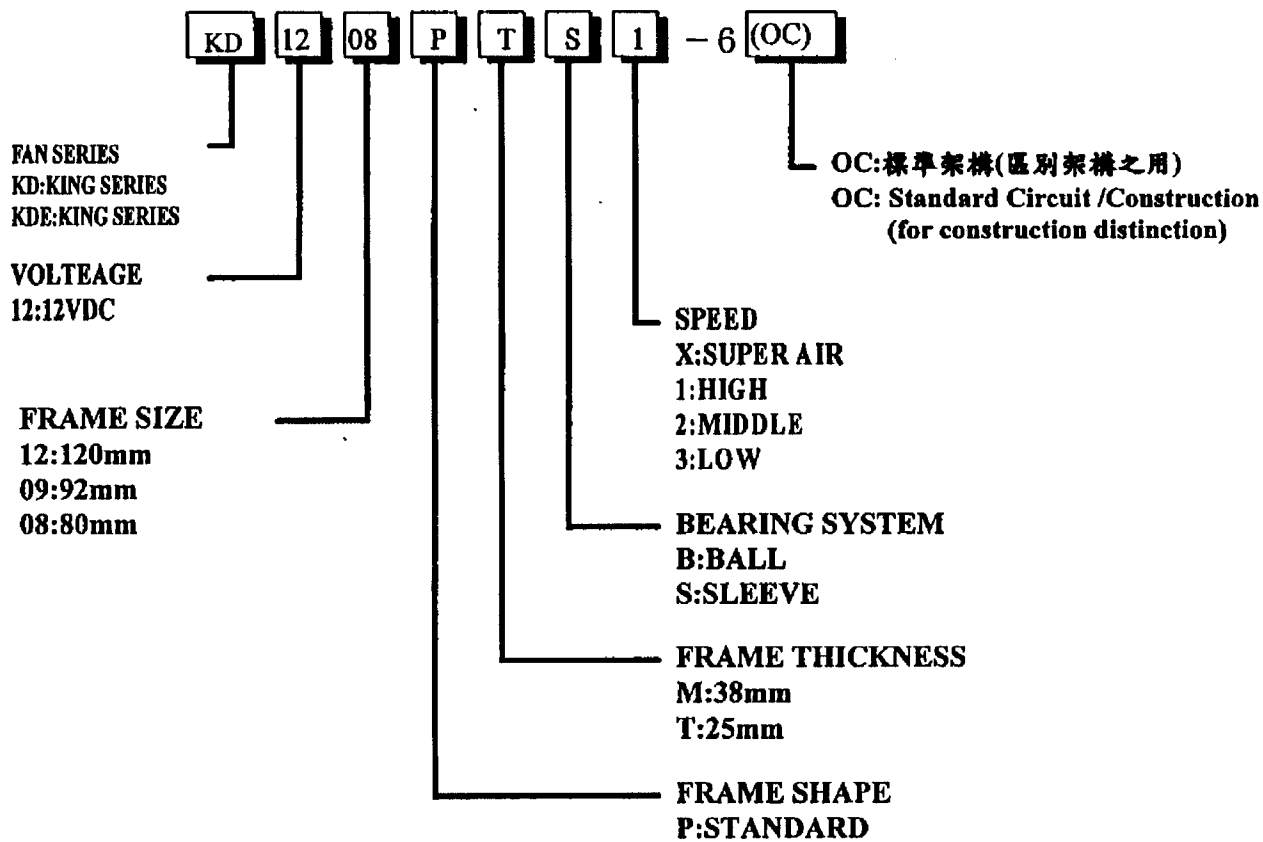 KD 12 08 P T S 1 - 6 (OC)
FAN SERIES
KD:KING SERIES
KDE:KING SERIES
VOLTEAGE
12:12VDC
FRAME SIZE
12:120mm
09:92mm
08:80mm
OC:標準架構(區別架構之用)
OC: Standard Circuit /Construction
(for construction distinction)
SPEED
X:SUPER AIR
1:HIGH
2:MIDDLE
3:LOW
BEARING SYSTEM
B:BALL
S:SLEEVE
FRAME THICKNESS
M:38mm
T:25mm
FRAME SHAPE
P:STANDARD